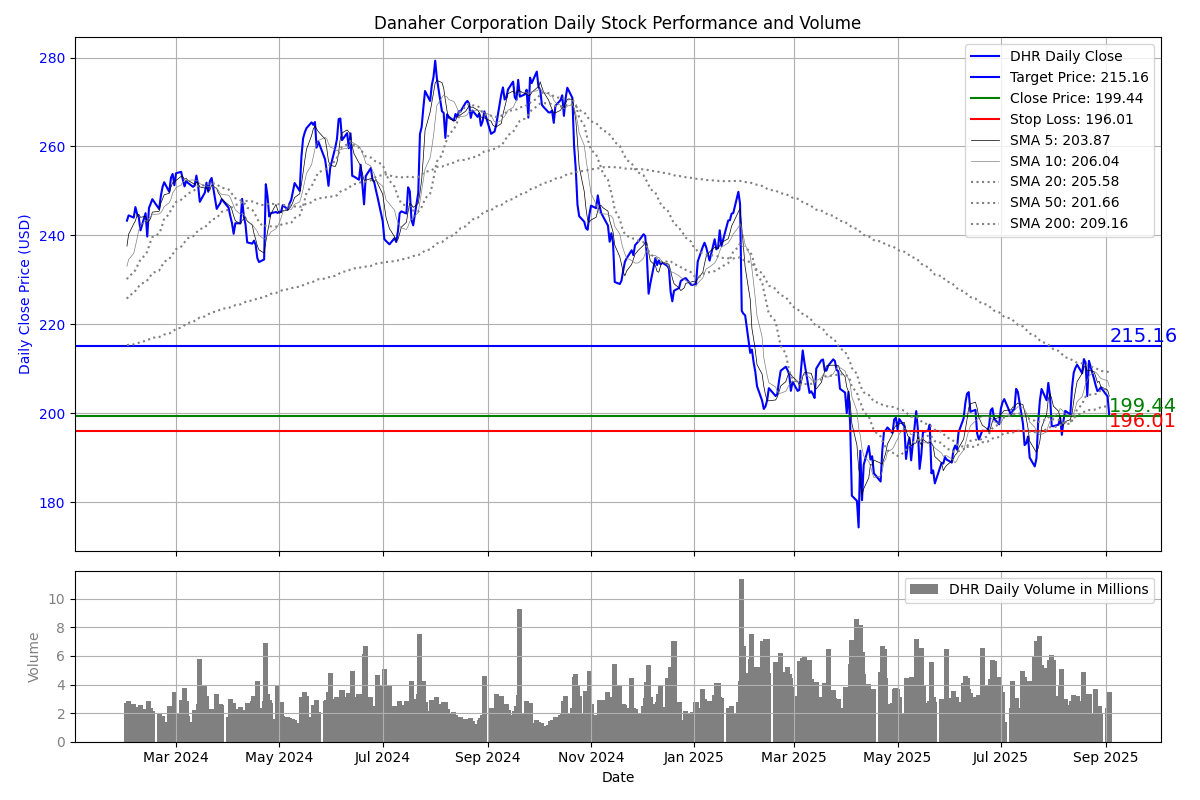 Danaher Corporation Daily Stock Performance and Volume
280
260
240
220
200
180
Daily Close Price (USD)
DHR Daily Close
Target Price: 215.16
Close Price: 199.44
Stop Loss: 196.01
SMA 5: 203.87
SMA 10: 206.04
SMA 20: 205.58
SMA 50: 201.66
SMA 200: 209.16
215.16
199.44
196.01
10
8
6
4
2
0
Volume
DHR Daily Volume in Millions
Mar 2024
May 2024
Jul 2024
Sep 2024
Nov 2024
Jan 2025
Mar 2025
May 2025
Jul 2025
Sep 2025
Date